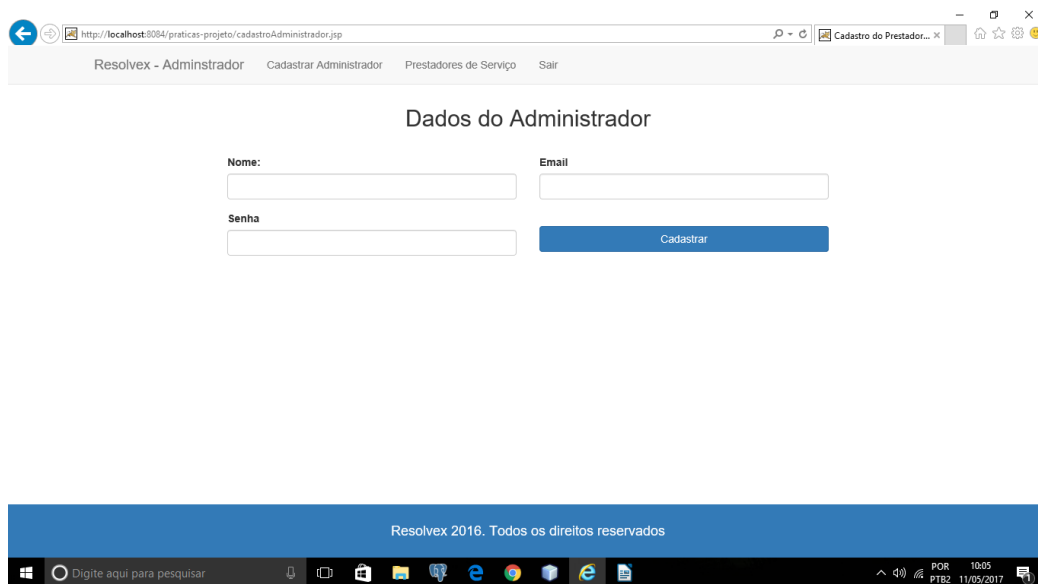 http://localhost:8084/praticas-projeto/cadastroAdministrador.jsp
Cadastro do Prestador...
Resolvex - Adminstrador Cadastrar Administrador Prestadores de Serviço Sair
Dados do Administrador
Nome: Email
Senha
Cadastrar
Resolvex 2016. Todos os direitos reservados
Digite aqui para pesquisar
POR 10:05
PTB2 11/05/2017